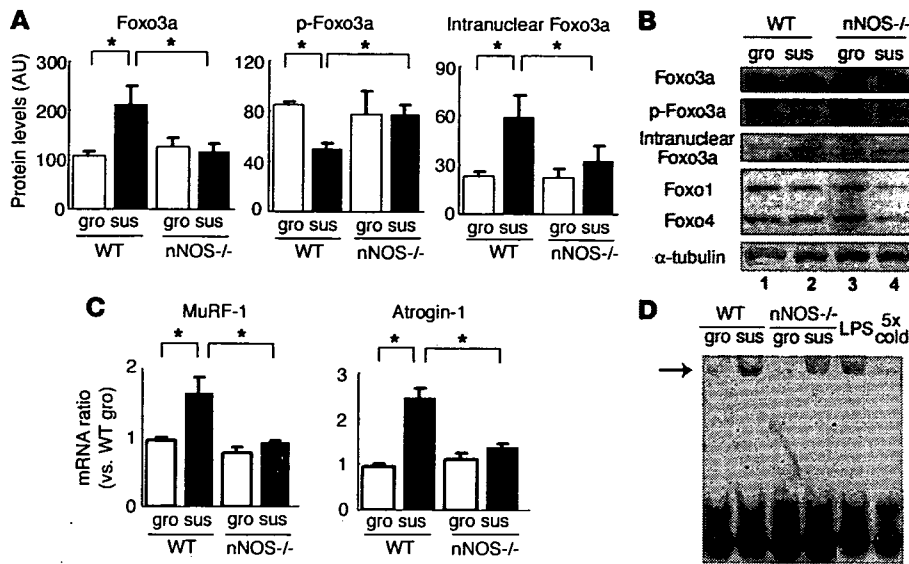 A
Foxo3a
p-Foxo3a
Intranuclear Foxo3a
*
*
*
*
*
*
Protein levels (AU)
300
200
100
0
120
80
40
0
90
60
30
0
gro sus
gro sus
WT
nNOS-/-
gro sus
gro sus
WT
nNOS-/-
gro sus
gro sus
WT
nNOS-/-
B
WT
nNOS-/-
gro sus
gro sus
Foxo3a
p-Foxo3a
Intranuclear
Foxo3a
Foxo1
Foxo4
α-tubulin
1 2 3 4
C
MuRF-1
Atrogin-1
*
*
*
*
mRNA ratio
(vs. WT gro)
2
1
0
3
2
1
0
gro sus
gro sus
WT
nNOS-/-
gro sus
gro sus
WT
nNOS-/-
D
WT
nNOS-/-
LPS
5x
cold
gro sus
gro sus